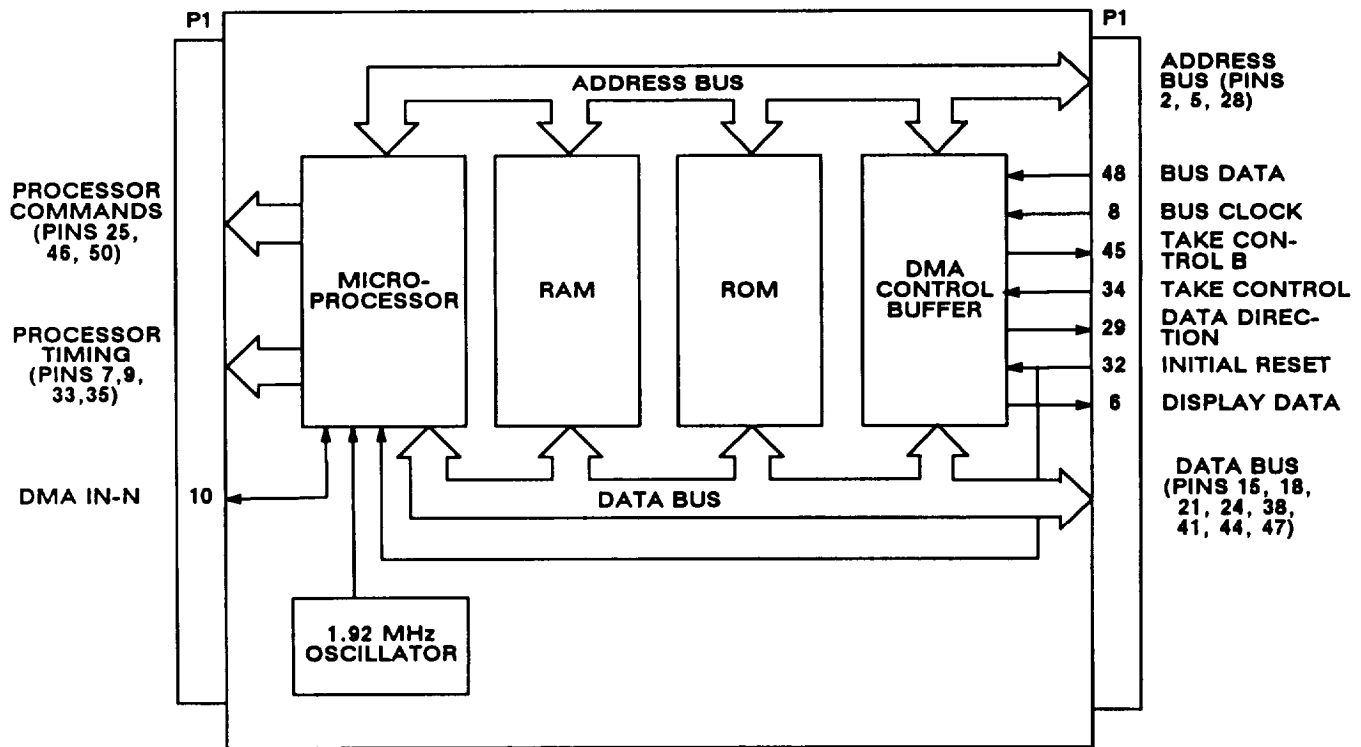 P1
P1
ADDRESS BUS
ADDRESS
BUS (PINS
2, 5, 28)
PROCESSOR
COMMANDS
(PINS 25,
46, 50)
PROCESSOR
TIMING
(PINS 7,9,
33,35)
DMA IN-N
10
MICRO-
PROCESSOR
RAM
ROM
DMA
CONTROL
BUFFER
48 BUS DATA
8 BUS CLOCK
45 TAKE CON-
TROL B
34 TAKE CONTROL
29 DATA DIREC-
TION
32 INITIAL RESET
6 DISPLAY DATA
DATA BUS
DATA BUS
(PINS 15, 18,
21, 24, 38,
41, 44, 47)
1.92 MHz
OSCILLATOR